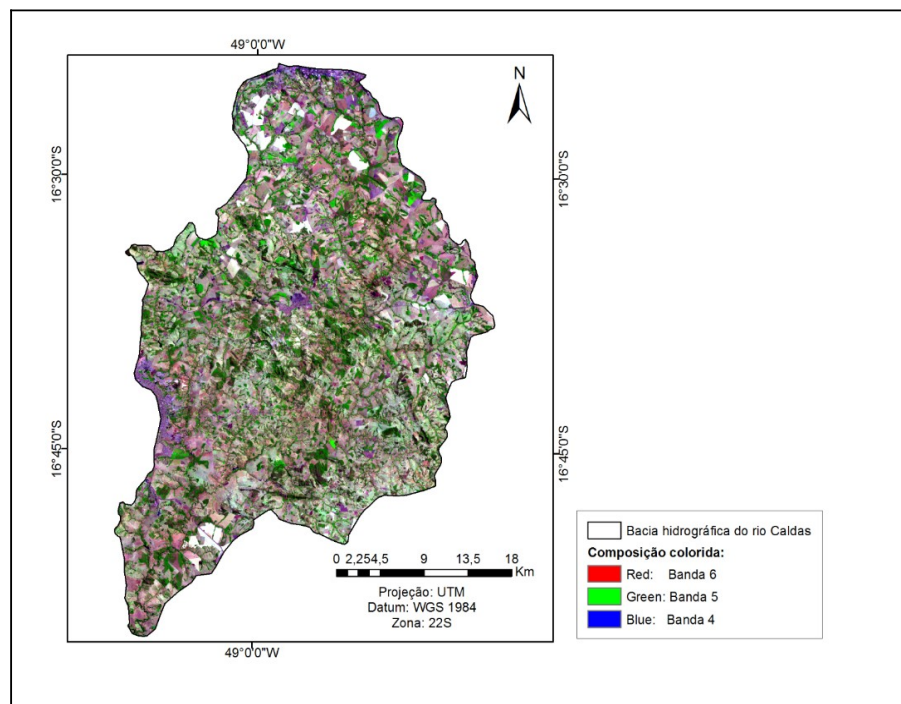 49°0'0"W
N
16°30'0"S
16°30'0"S
16°45'0"S
16°45'0"S
0 2,25 4,5 9 13,5 18
Km
Projeção: UTM
Datum: WGS 1984
Zona: 22S
49°0'0"W
Bacia hidrográfica do rio Caldas
Composição colorida:
Red: Banda 6
Green: Banda 5
Blue: Banda 4